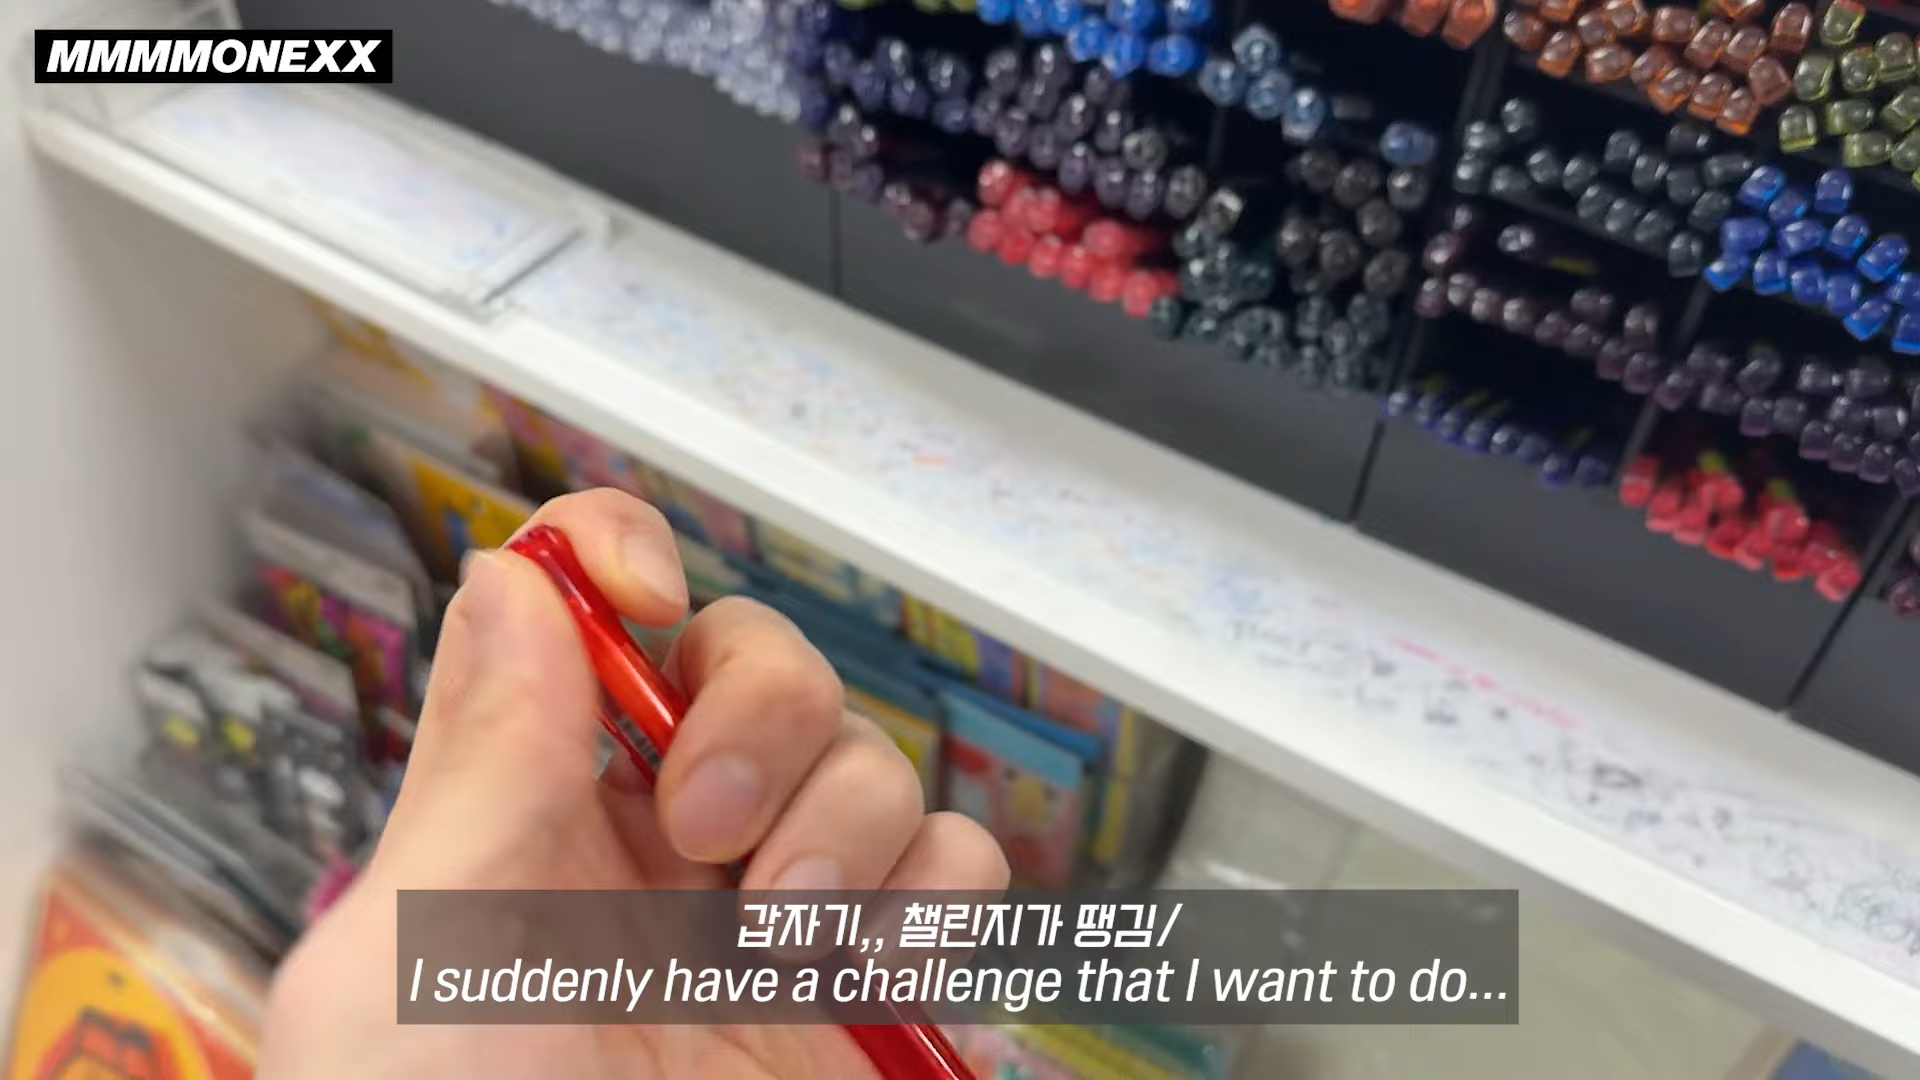 MMMMONEXX
갑자기,, 챌린지가 땡김/
I suddenly have a challenge that I want to do...